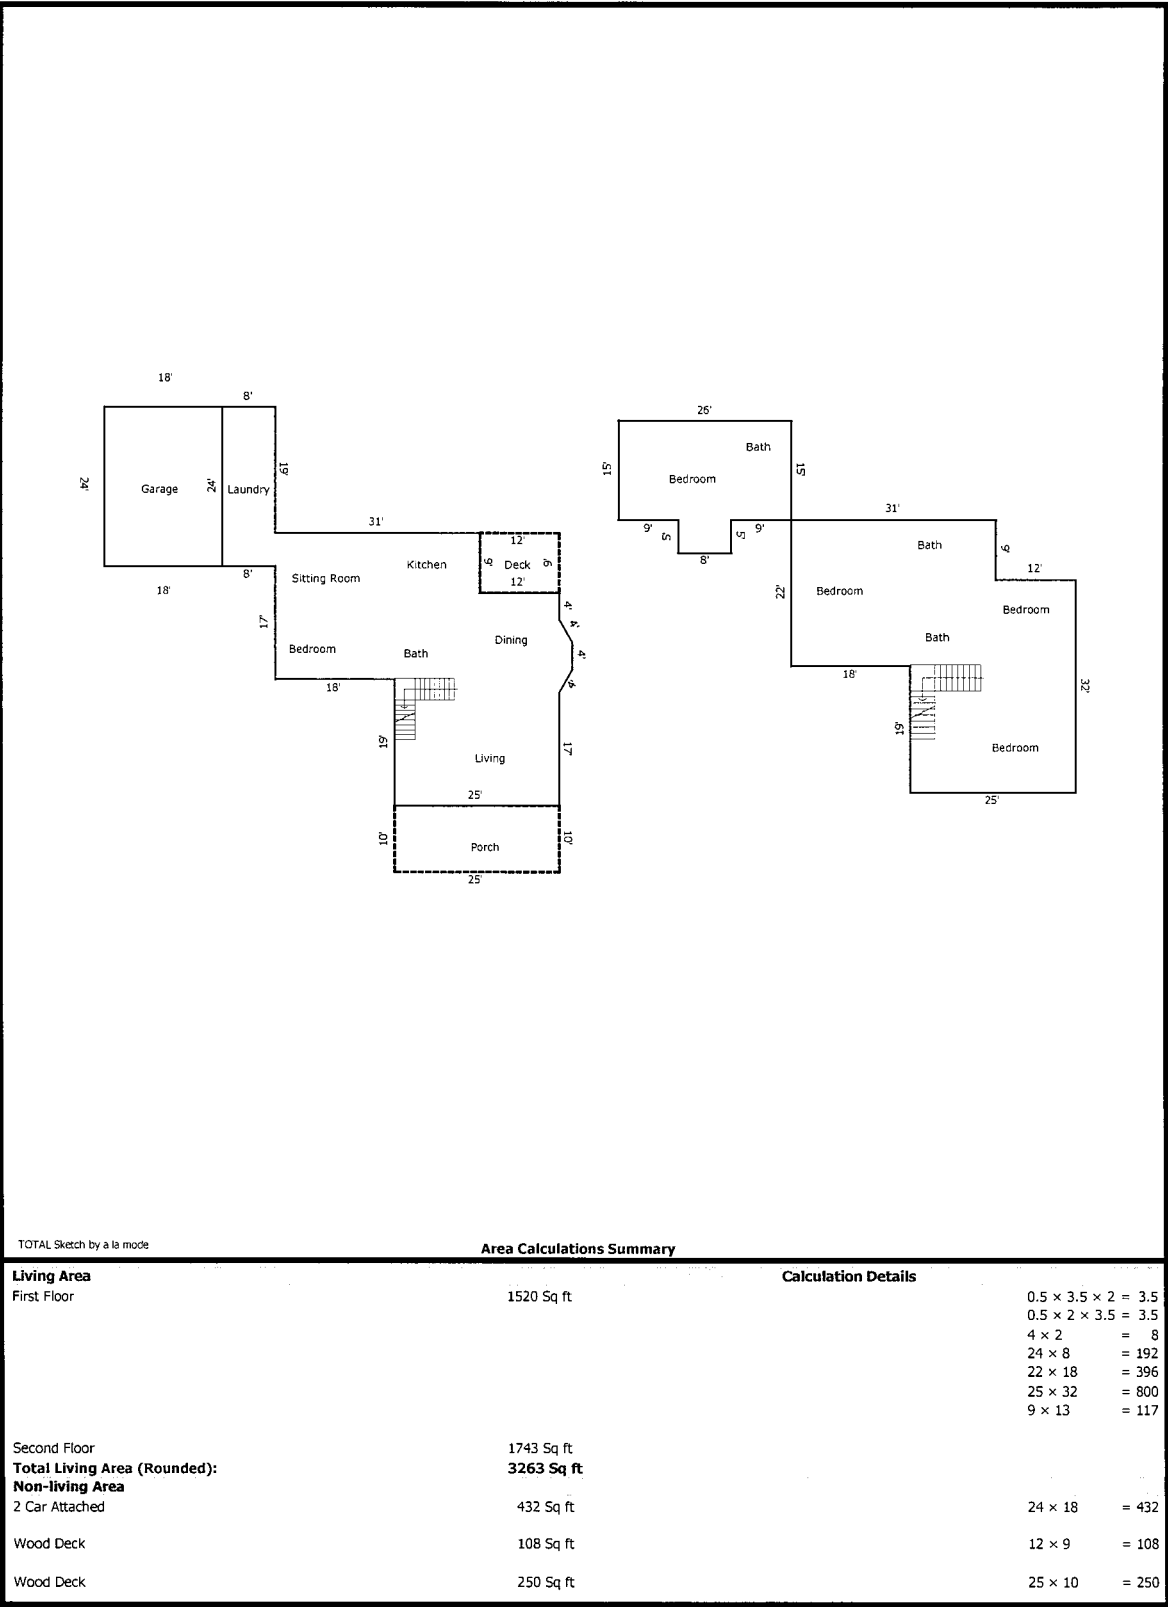 18'
8'
24'
Garage
24'
Laundry
19'
18'
8'
31'
12'
9'
Deck
9'
12'
Kitchen
Sitting Room
17'
4'
4'
4'
Dining
Bedroom
Bath
18'
19'
Living
17'
25'
10'
Porch
10'
25'
26'
15'
Bath
Bedroom
15'
9'
5'
8'
5'
9'
31'
Bath
9'
12'
22'
Bedroom
Bedroom
Bath
18'
32'
19'
Bedroom
25'
TOTAL Sketch by a la mode
Area Calculations Summary
Living Area Calculation Details
First Floor 1520 Sq ft 0.5 × 3.5 × 2 = 3.5
0.5 × 2 × 3.5 = 3.5
4 × 2 = 8
24 × 8 = 192
22 × 18 = 396
25 × 32 = 800
9 × 13 = 117
Second Floor 1743 Sq ft
Total Living Area (Rounded): 3263 Sq ft
Non-living Area
2 Car Attached 432 Sq ft 24 × 18 = 432
Wood Deck 108 Sq ft 12 × 9 = 108
Wood Deck 250 Sq ft 25 × 10 = 250